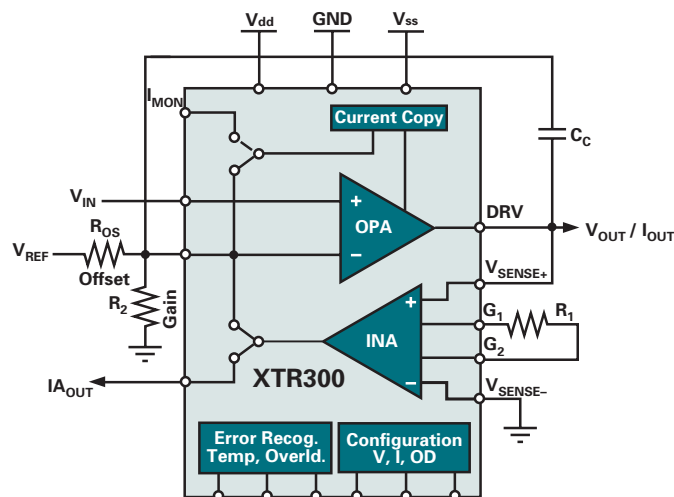 Vdd
GND
Vss
IMON
Current Copy
CC
VIN
+
OPA
DRV
ROS
VREF
−
VOUT / IOUT
Offset
VSENSE+
R2
Gain
+
G1
R1
INA
G2
IAOUT
XTR300
−
VSENSE−
Error Recog.
Temp, Overld.
Configuration
V, I, OD